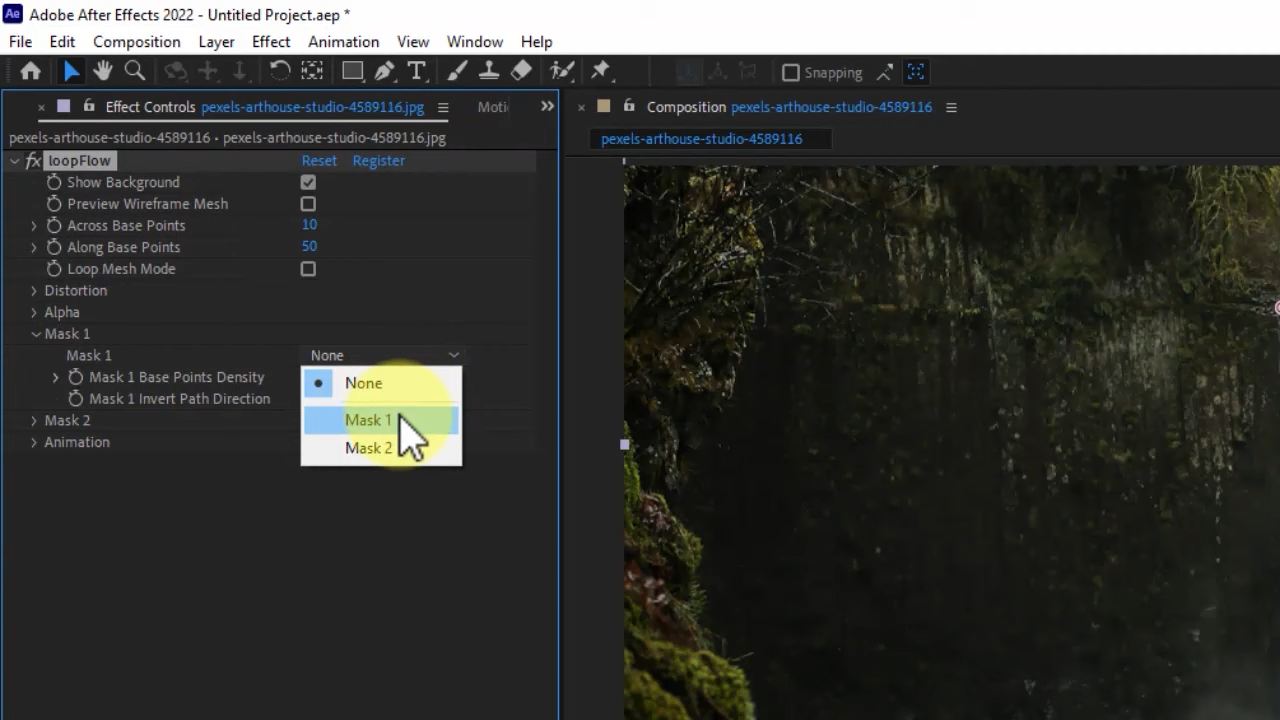 Ae Adobe After Effects 2022 - Untitled Project.aep *
File Edit Composition Layer Effect Animation View Window Help
T Snapping
× Effect Controls pexels-arthouse-studio-4589116.jpg ≡ Moti »
× Composition pexels-arthouse-studio-4589116 ≡
pexels-arthouse-studio-4589116 • pexels-arthouse-studio-4589116.jpg
pexels-arthouse-studio-4589116
fx loopFlow Reset Register
Show Background
Preview Wireframe Mesh
Across Base Points 10
Along Base Points 50
Loop Mesh Mode
Distortion
Alpha
Mask 1
Mask 1 None
Mask 1 Base Points Density
Mask 1 Invert Path Direction
Mask 2
Animation
None
Mask 1
Mask 2